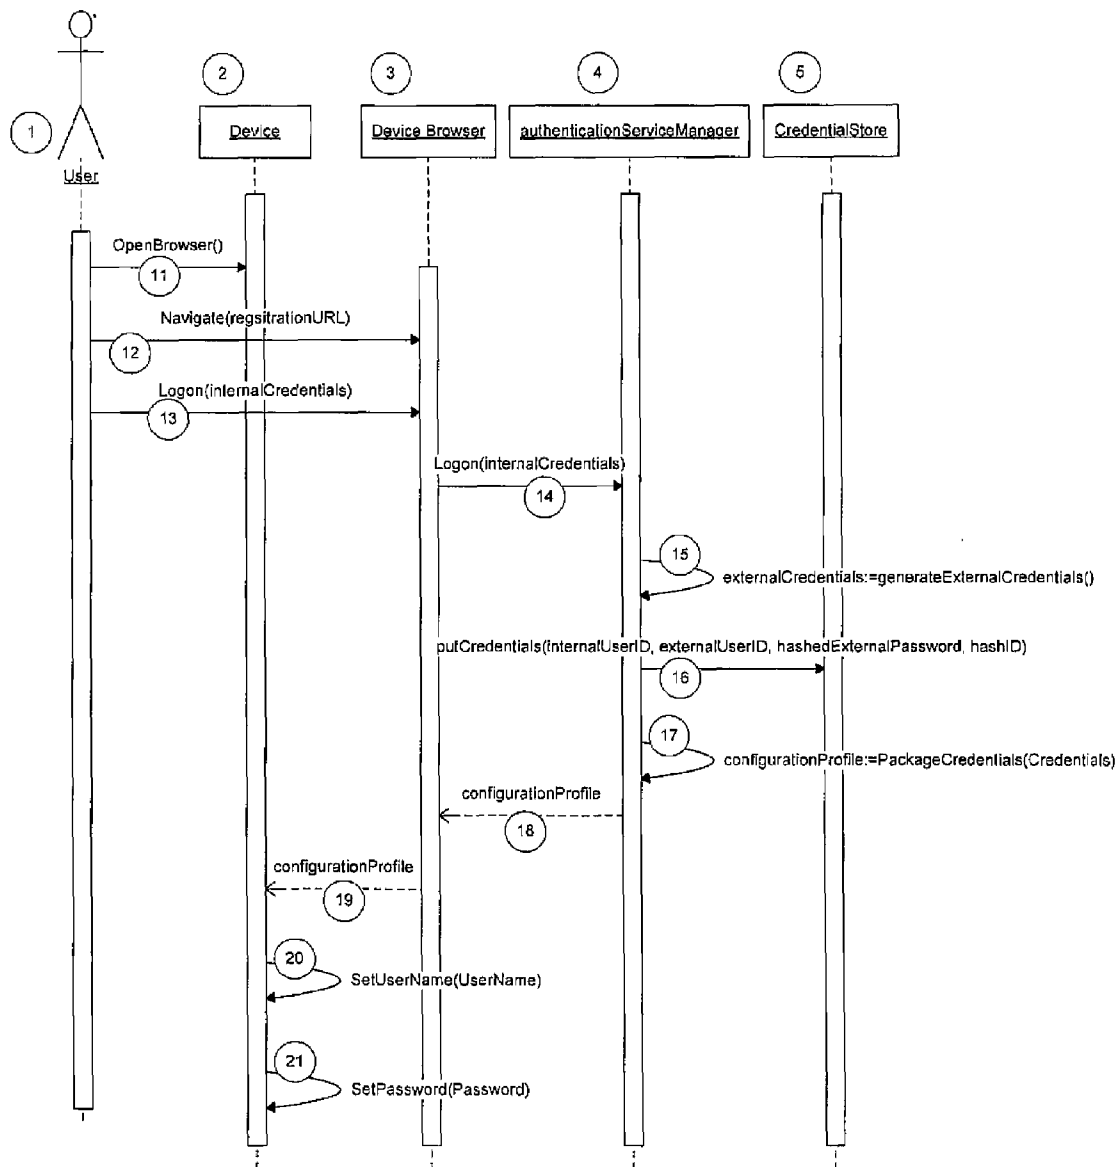 2
3
4
5
1
Device
Device Browser
authenticationServiceManager
CredentialStore
User
OpenBrowser()
11
Navigate(regsitrationURL)
12
Logon(internalCredentials)
13
Logon(internalCredentials)
14
15
externalCredentials:=generateExternalCredentials()
putCredentials(internalUserID, externalUserID, hashedExternalPassword, hashID)
16
17
configurationProfile:=PackageCredentials(Credentials)
configurationProfile
18
configurationProfile
19
20
SetUserName(UserName)
21
SetPassword(Password)